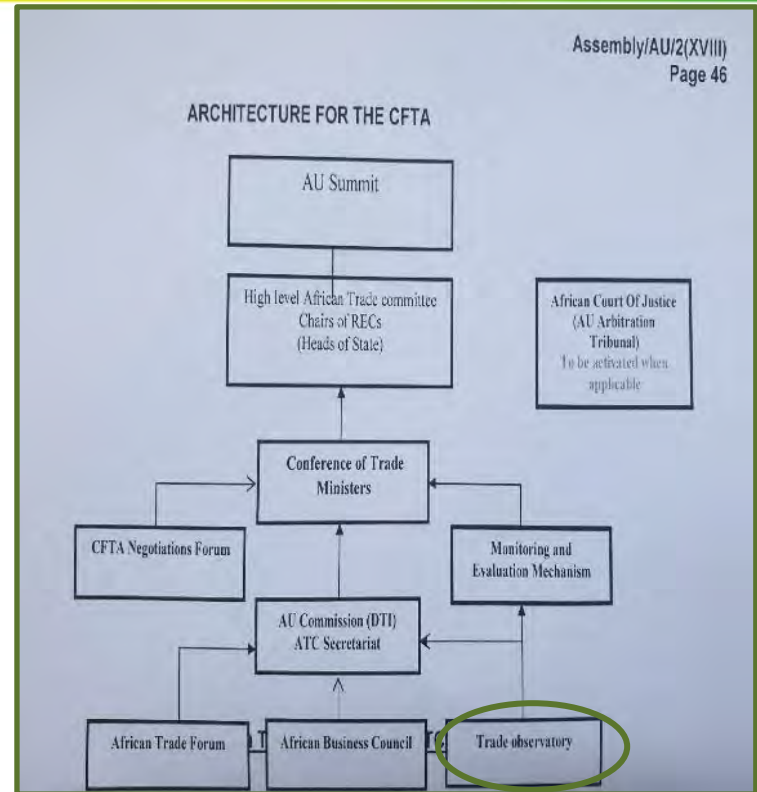 Assembly/AU/2(XVIII)
Page 46
ARCHITECTURE FOR THE CFTA
AU Summit
High level African Trade committee
Chairs of RECs
(Heads of State)
African Court Of Justice
(AU Arbitration
Tribunal)
To be activated when
applicable
Conference of Trade
Ministers
CFTA Negotiations Forum
Monitoring and
Evaluation Mechanism
AU Commission (DTI)
ATC Secretariat
African Trade Forum
African Business Council
Trade observatory